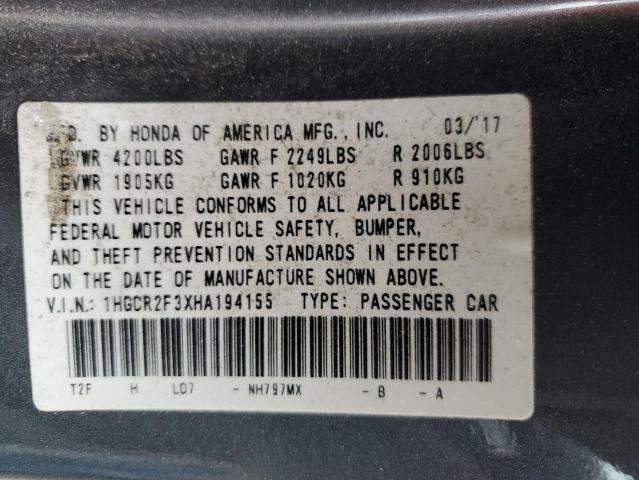 MFD. BY HONDA OF AMERICA MFG., INC. 03/'17
GVWR 4200LBS GAWR F 2249LBS R 2006LBS
GVWR 1905KG GAWR F 1020KG R 910KG
THIS VEHICLE CONFORMS TO ALL APPLICABLE
FEDERAL MOTOR VEHICLE SAFETY, BUMPER,
AND THEFT PREVENTION STANDARDS IN EFFECT
ON THE DATE OF MANUFACTURE SHOWN ABOVE.
V.I.N.: 1HGCR2F3XHA194155 TYPE: PASSENGER CAR
T2F H LD7 - NH797MX - B - A